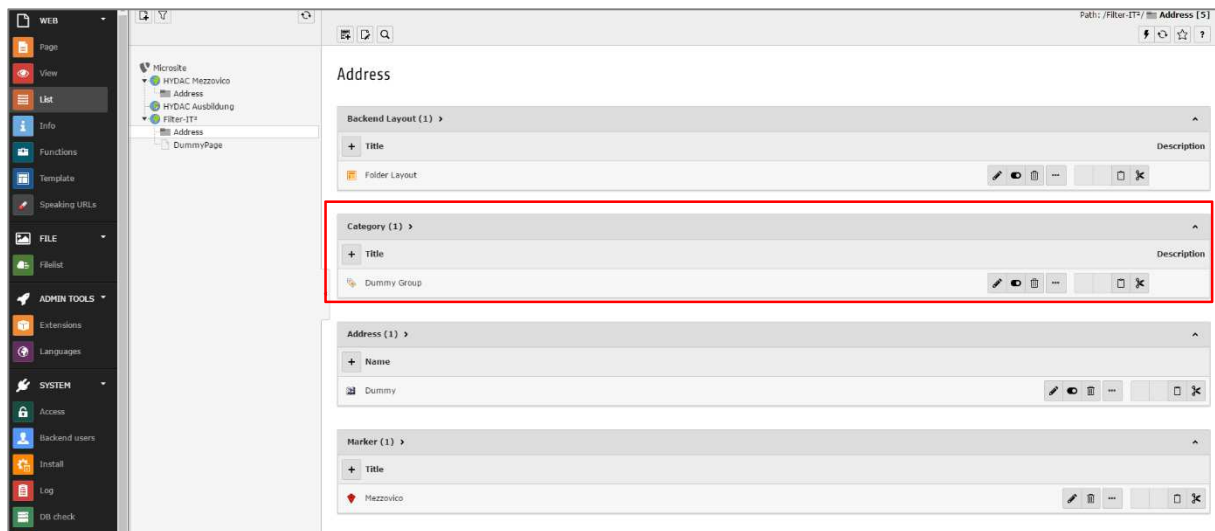 WEB
Page
View
List
Info
Functions
Template
Speaking URLs
FILE
Filelist
ADMIN TOOLS
Extensions
Languages
SYSTEM
Access
Backend users
Install
Log
DB check
Microsite
HYDAC Mezzovico
Address
HYDAC Ausbildung
Filter-IT²
Address
DummyPage
Path: /Filter-IT²/ Address [5]
Address
Backend Layout (1)
Title Description
Folder Layout
Category (1)
Title Description
Dummy Group
Address (1)
Name
Dummy
Marker (1)
Title
Mezzovico